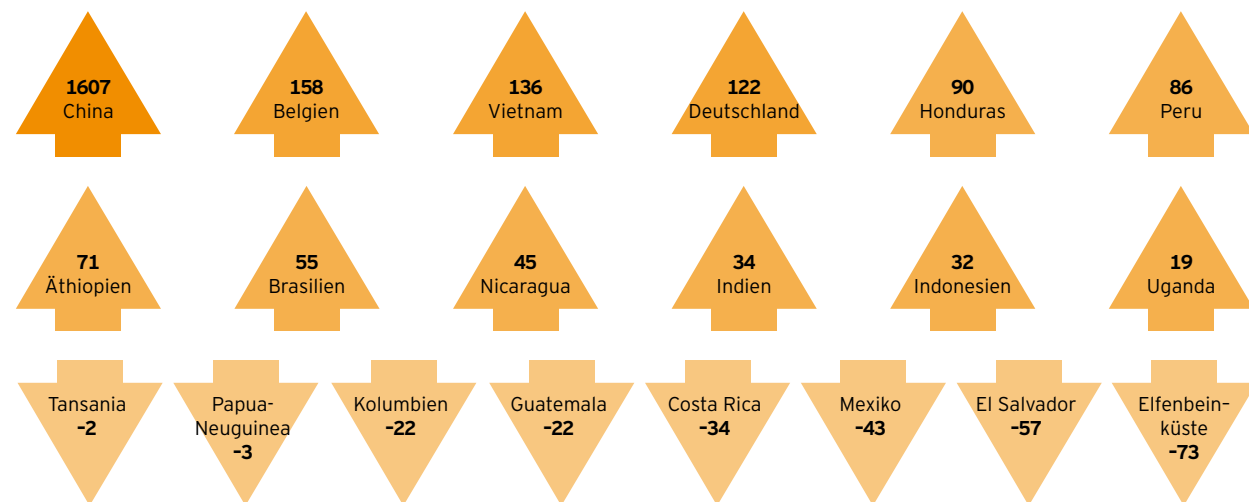 1607
China
158
Belgien
136
Vietnam
122
Deutschland
90
Honduras
86
Peru
71
Äthiopien
55
Brasilien
45
Nicaragua
34
Indien
32
Indonesien
19
Uganda
Tansania
-2
Papua-
Neuguinea
-3
Kolumbien
-22
Guatemala
-22
Costa Rica
-34
Mexiko
-43
El Salvador
-57
Elfenbein-
küste
-73